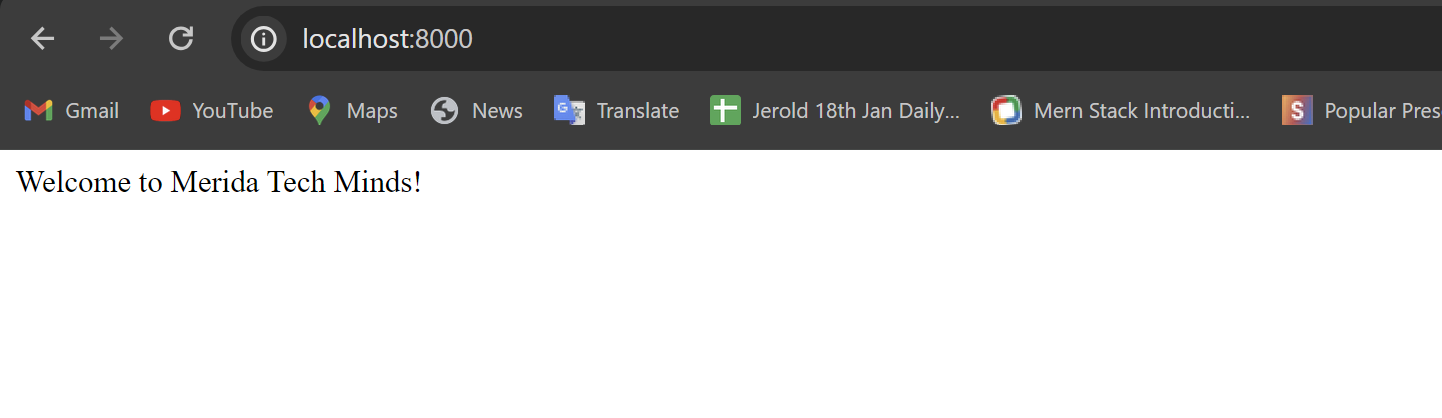 localhost:8000
Gmail YouTube Maps News Translate Jerold 18th Jan Daily... Mern Stack Introducti... Popular Pres
Welcome to Merida Tech Minds!